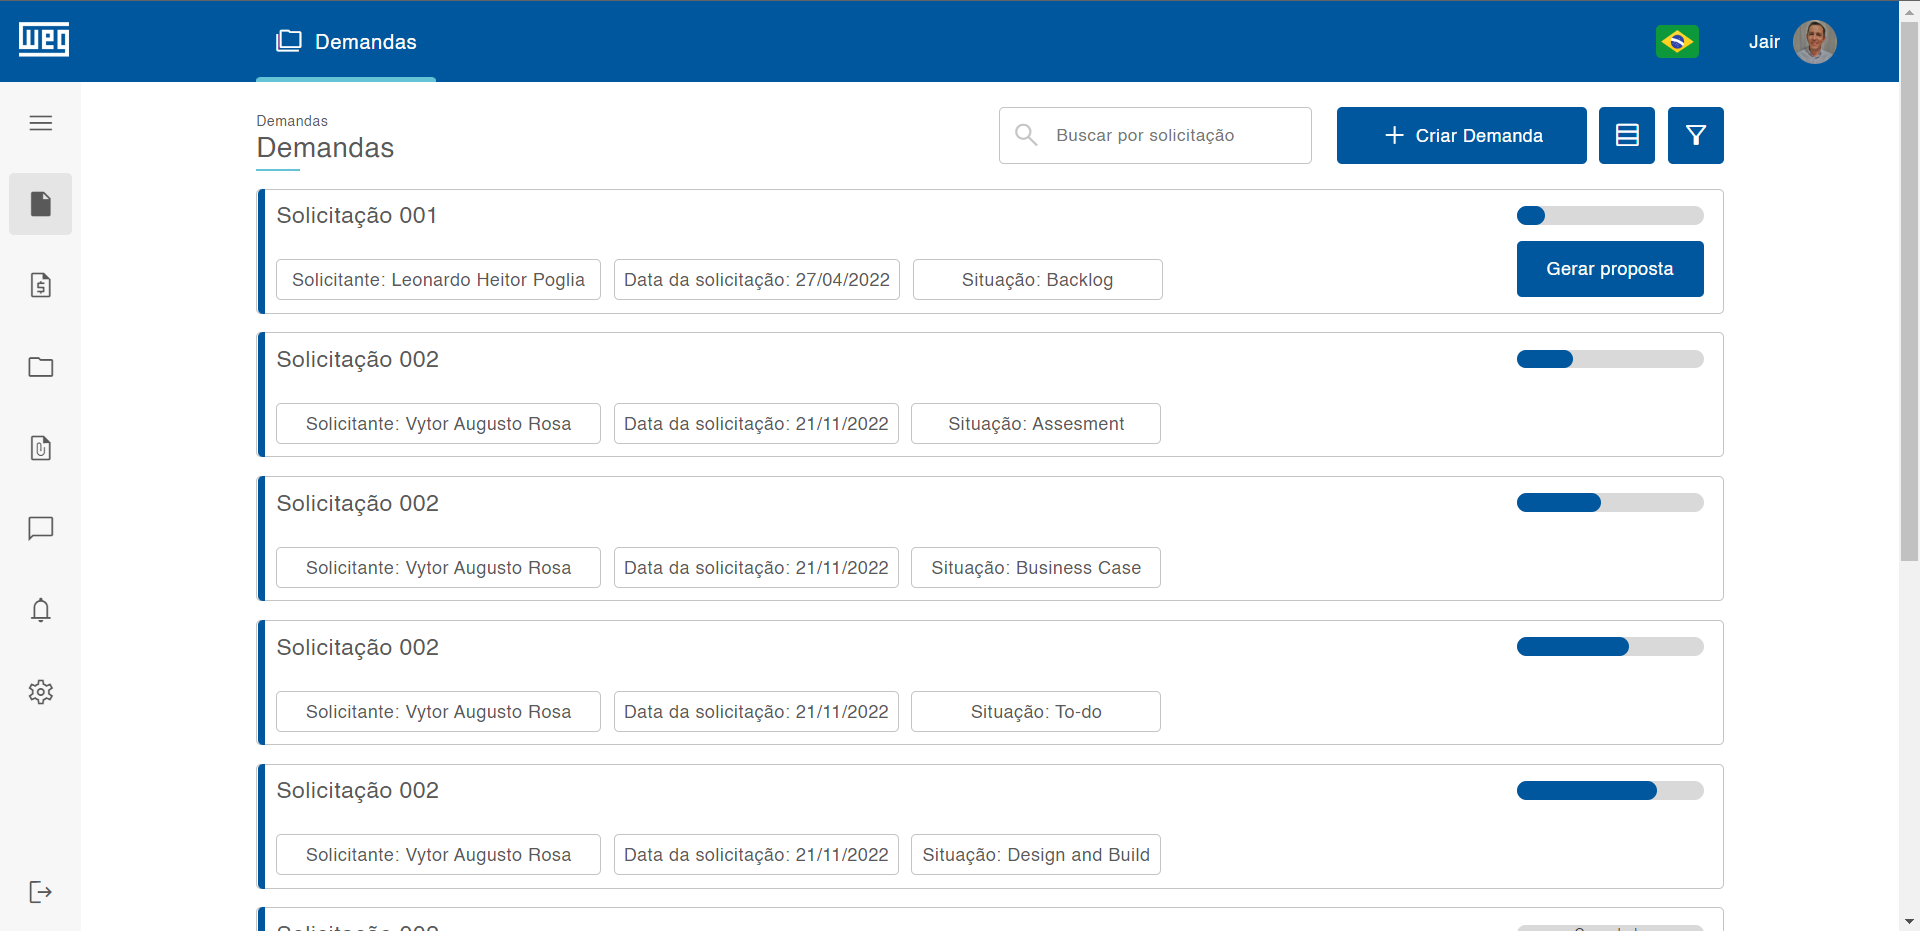 weg
Demandas
Jair
Demandas
Demandas
Buscar por solicitação
Criar Demanda
Solicitação 001
Solicitante: Leonardo Heitor Poglia
Data da solicitação: 27/04/2022
Situação: Backlog
Gerar proposta
Solicitação 002
Solicitante: Vytor Augusto Rosa
Data da solicitação: 21/11/2022
Situação: Assesment
Solicitação 002
Solicitante: Vytor Augusto Rosa
Data da solicitação: 21/11/2022
Situação: Business Case
Solicitação 002
Solicitante: Vytor Augusto Rosa
Data da solicitação: 21/11/2022
Situação: To-do
Solicitação 002
Solicitante: Vytor Augusto Rosa
Data da solicitação: 21/11/2022
Situação: Design and Build
Solicitação 002